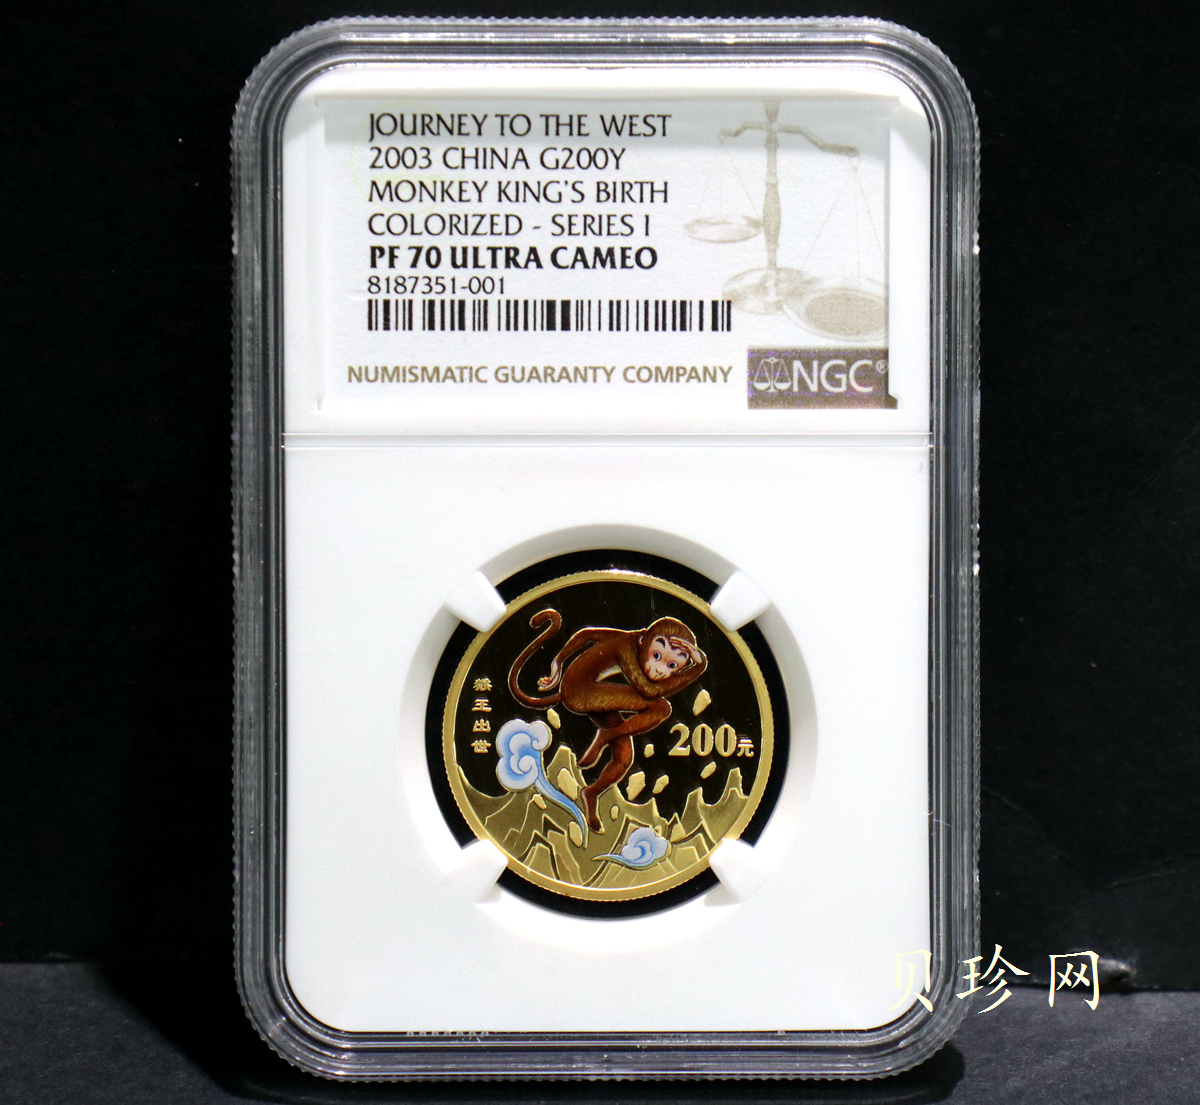 JOURNEY TO THE WEST
2003 CHINA G200Y
MONKEY KING'S BIRTH
COLORIZED - SERIES I
PF 70 ULTRA CAMEO
8187351-001
NUMISMATIC GUARANTY COMPANY
NGC®
猴王出世
200元
贝珍网